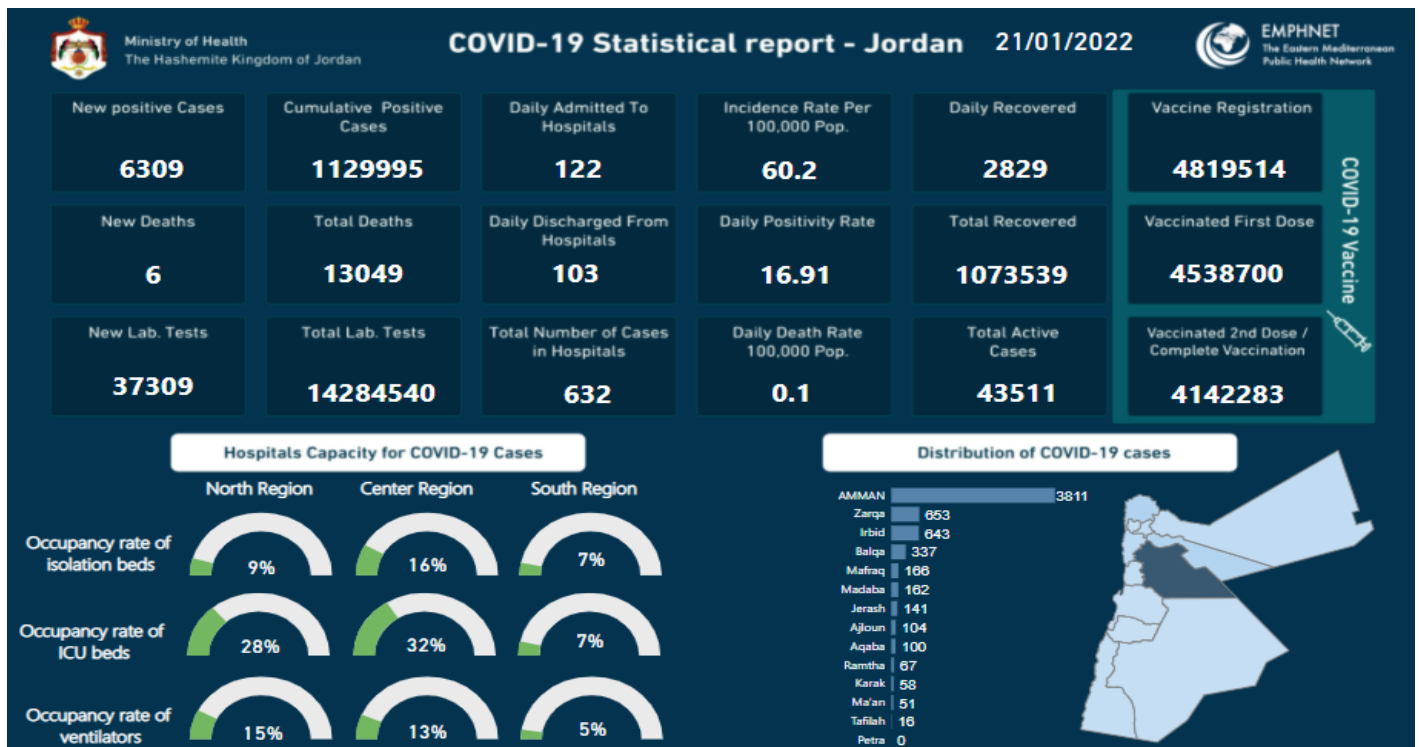 Ministry of Health
The Hashemite Kingdom of Jordan
COVID-19 Statistical report - Jordan 21/01/2022
EMPHNET
The Eastern Mediterranean
Public Health Network
New positive Cases
6309
Cumulative Positive
Cases
1129995
Daily Admitted To
Hospitals
122
Incidence Rate Per
100,000 Pop.
60.2
Daily Recovered
2829
Vaccine Registration
4819514
New Deaths
6
Total Deaths
13049
Daily Discharged From
Hospitals
103
Daily Positivity Rate
16.91
Total Recovered
1073539
Vaccinated First Dose
4538700
New Lab. Tests
37309
Total Lab. Tests
14284540
Total Number of Cases
in Hospitals
632
Daily Death Rate
100,000 Pop.
0.1
Total Active
Cases
43511
Vaccinated 2nd Dose /
Complete Vaccination
4142283
COVID-19 Vaccine
Hospitals Capacity for COVID-19 Cases
North Region Center Region South Region
Occupancy rate of
isolation beds
9% 16% 7%
Occupancy rate of
ICU beds
28% 32% 7%
Occupancy rate of
ventilators
15% 13% 5%
Distribution of COVID-19 cases
AMMAN 3811
Zarqa 653
Irbid 643
Balqa 337
Mafraq 166
Madaba 162
Jerash 141
Ajloun 104
Aqaba 100
Ramtha 67
Karak 58
Ma'an 51
Tafilah 16
Petra 0